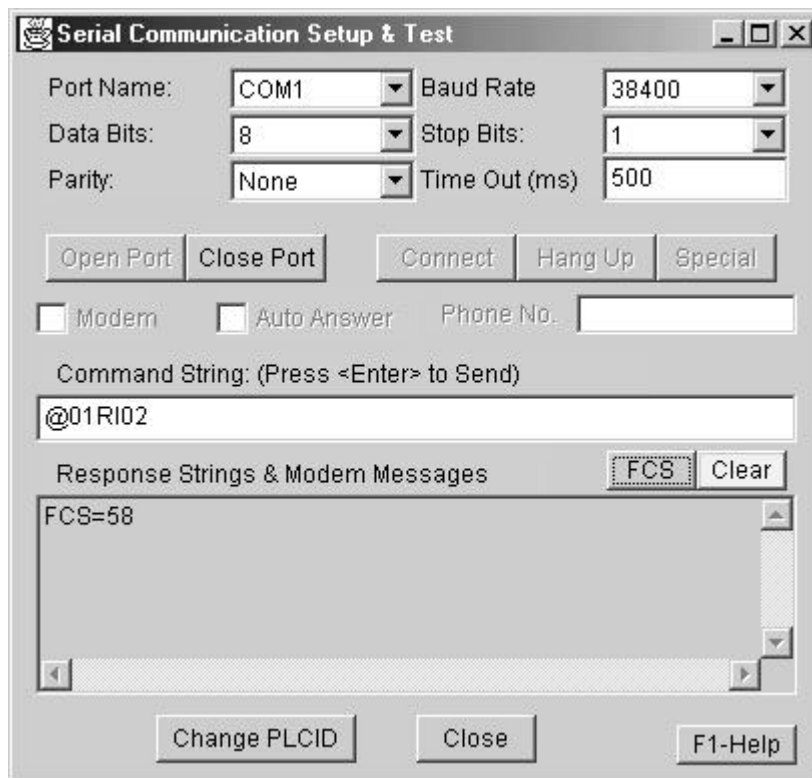 Serial Communication Setup & Test
Port Name: COM1 Baud Rate 38400
Data Bits: 8 Stop Bits: 1
Parity: None Time Out (ms) 500
Open Port Close Port Connect Hang Up Special
Modem Auto Answer Phone No.
Command String: (Press <Enter> to Send)
@01RI02
Response Strings & Modem Messages FCS Clear
FCS=58
Change PLCID Close F1-Help